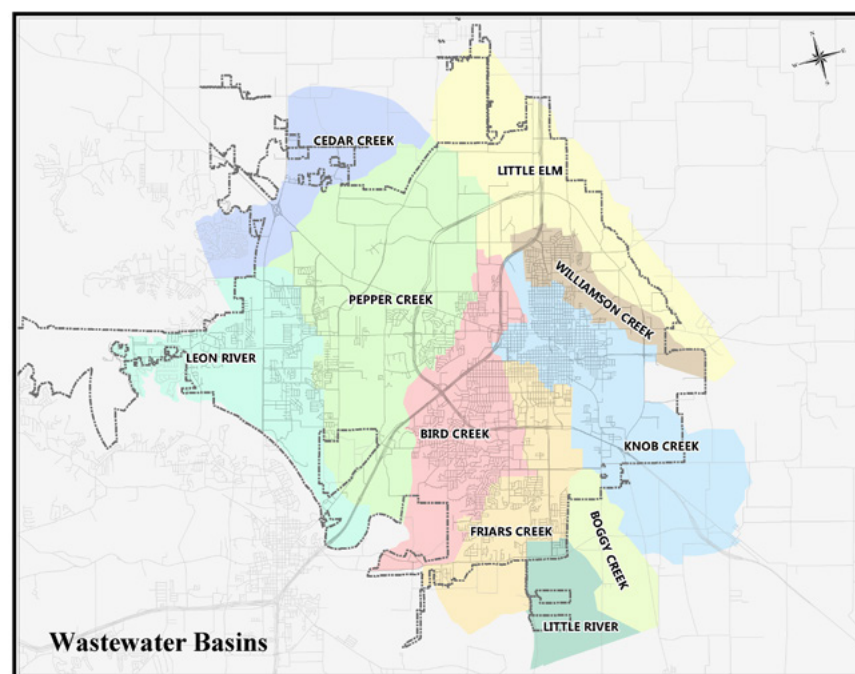 CEDAR CREEK
LITTLE ELM
WILLIAMSON CREEK
PEPPER CREEK
LEON RIVER
BIRD CREEK
KNOB CREEK
FRIARS CREEK
BOGGY CREEK
LITTLE RIVER
Wastewater Basins